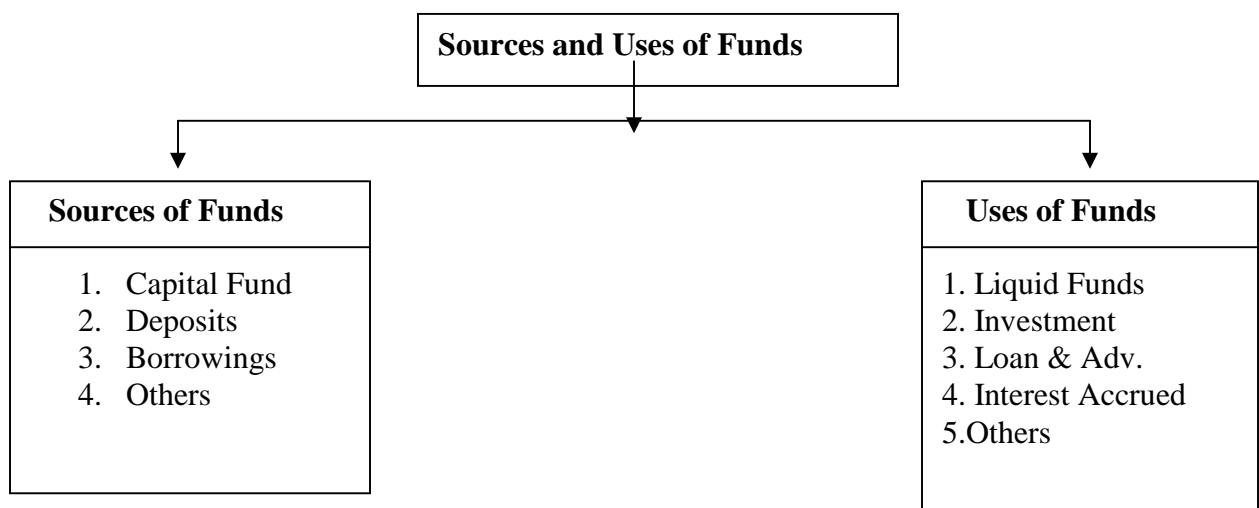 Sources and Uses of Funds
Sources of Funds
1. Capital Fund
2. Deposits
3. Borrowings
4. Others
Uses of Funds
1. Liquid Funds
2. Investment
3. Loan & Adv.
4. Interest Accrued
5.Others